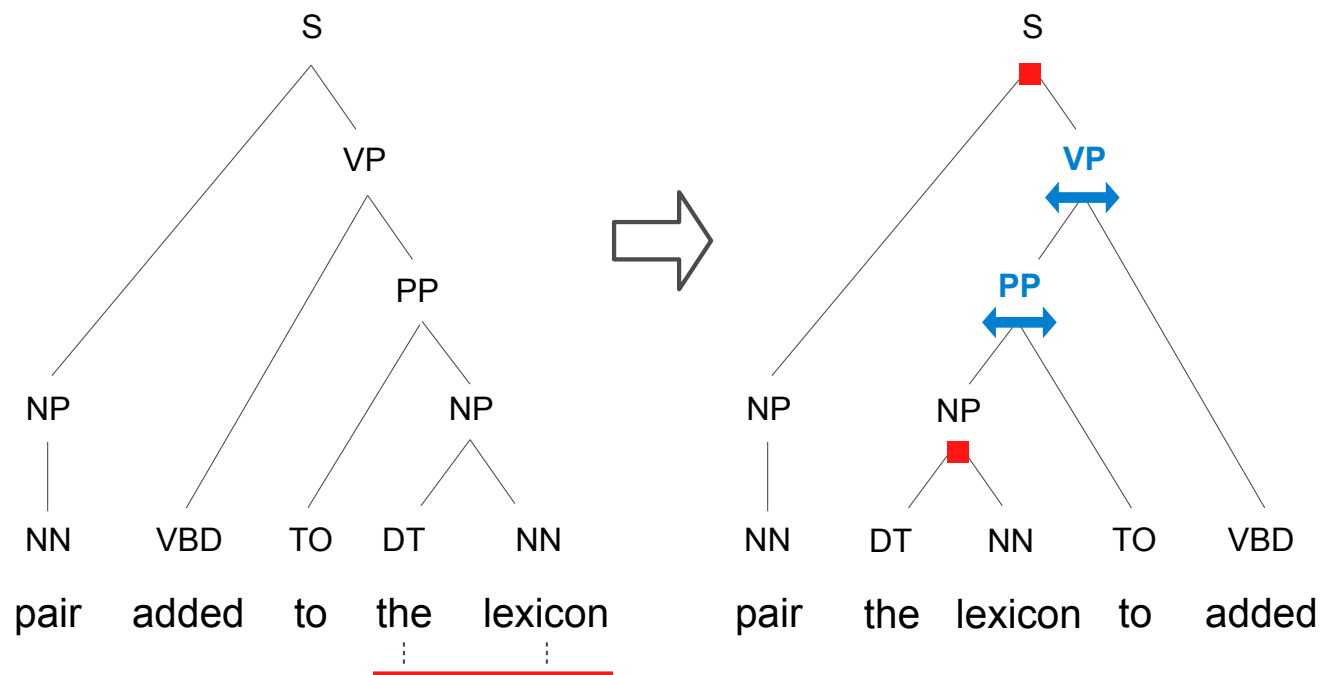 S S
VP VP
PP PP
NP NP NP NP
NN VBD TO DT NN NN DT NN TO VBD
pair added to the lexicon pair the lexicon to added